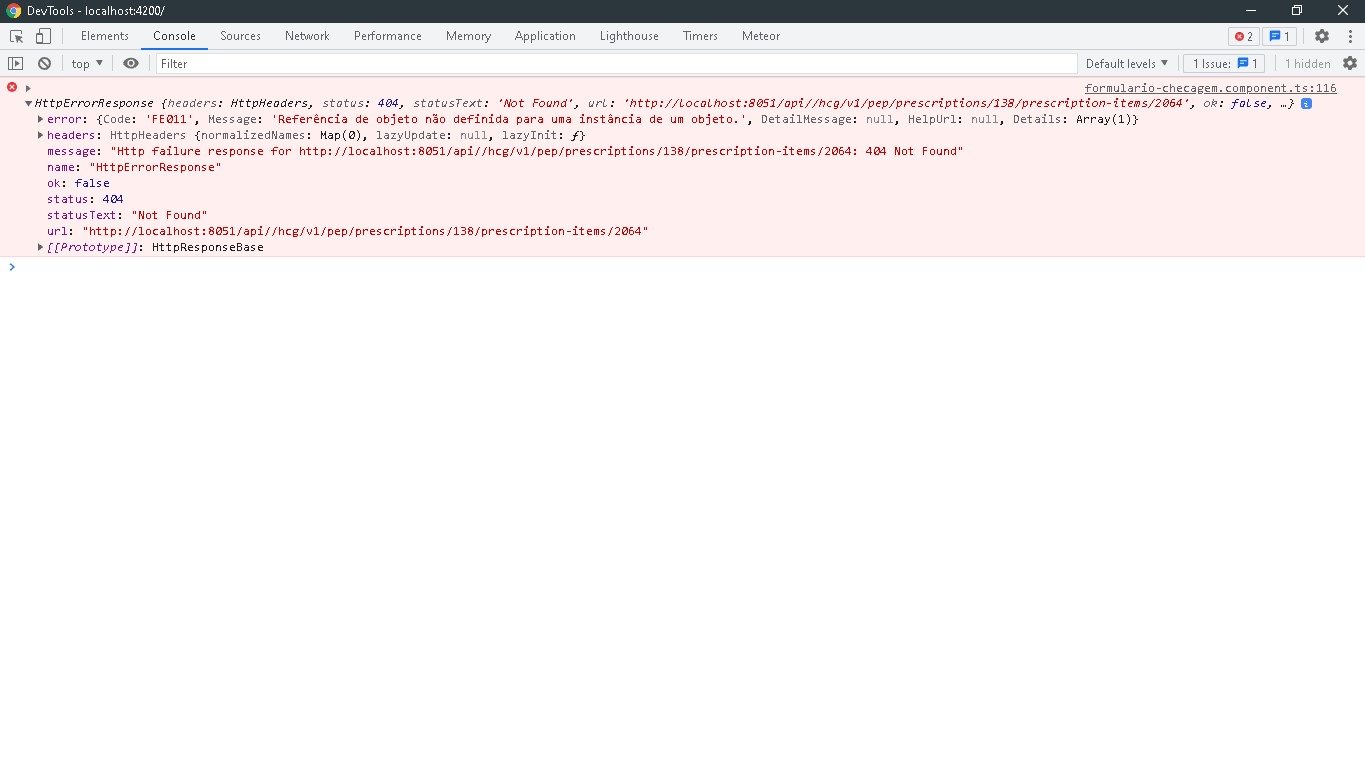 DevTools - localhost:4200/
Elements Console Sources Network Performance Memory Application Lighthouse Timers Meteor 2 1
top Filter Default levels 1 Issue: 1 1 hidden
formulario-checagem.component.ts:116
HttpErrorResponse {headers: HttpHeaders, status: 404, statusText: 'Not Found', url: 'http://localhost:8051/api//hcg/v1/pep/prescriptions/138/prescription-items/2064', ok: false, …}
error: {Code: 'FE011', Message: 'Referência de objeto não definida para uma instância de um objeto.', DetailMessage: null, HelpUrl: null, Details: Array(1)}
headers: HttpHeaders {normalizedNames: Map(0), lazyUpdate: null, lazyInit: ƒ}
message: "Http failure response for http://localhost:8051/api//hcg/v1/pep/prescriptions/138/prescription-items/2064: 404 Not Found"
name: "HttpErrorResponse"
ok: false
status: 404
statusText: "Not Found"
url: "http://localhost:8051/api//hcg/v1/pep/prescriptions/138/prescription-items/2064"
[[Prototype]]: HttpResponseBase